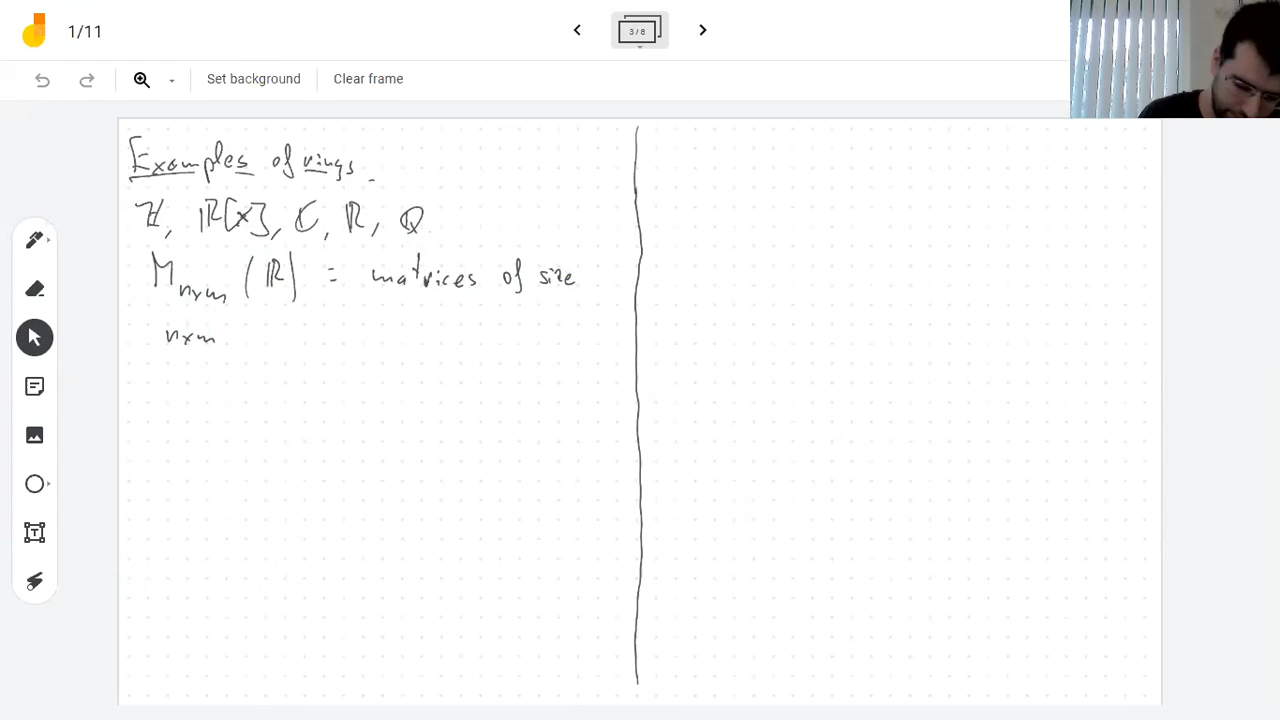 1/11
3 / 8
Set background
Clear frame
Examples of rings.
ℤ, ℝ[x], ℂ, ℝ, ℚ
M_{n×m} (ℝ) = matrices of size
n×m